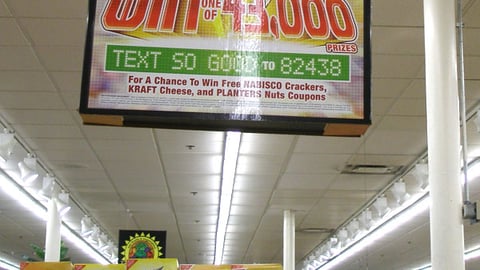 WIN ONE OF
,000
PRIZES
TEXT SO GOOD TO 82438
For A Chance To Win Free NABISCO Crackers,
KRAFT Cheese, and PLANTERS Nuts Coupons